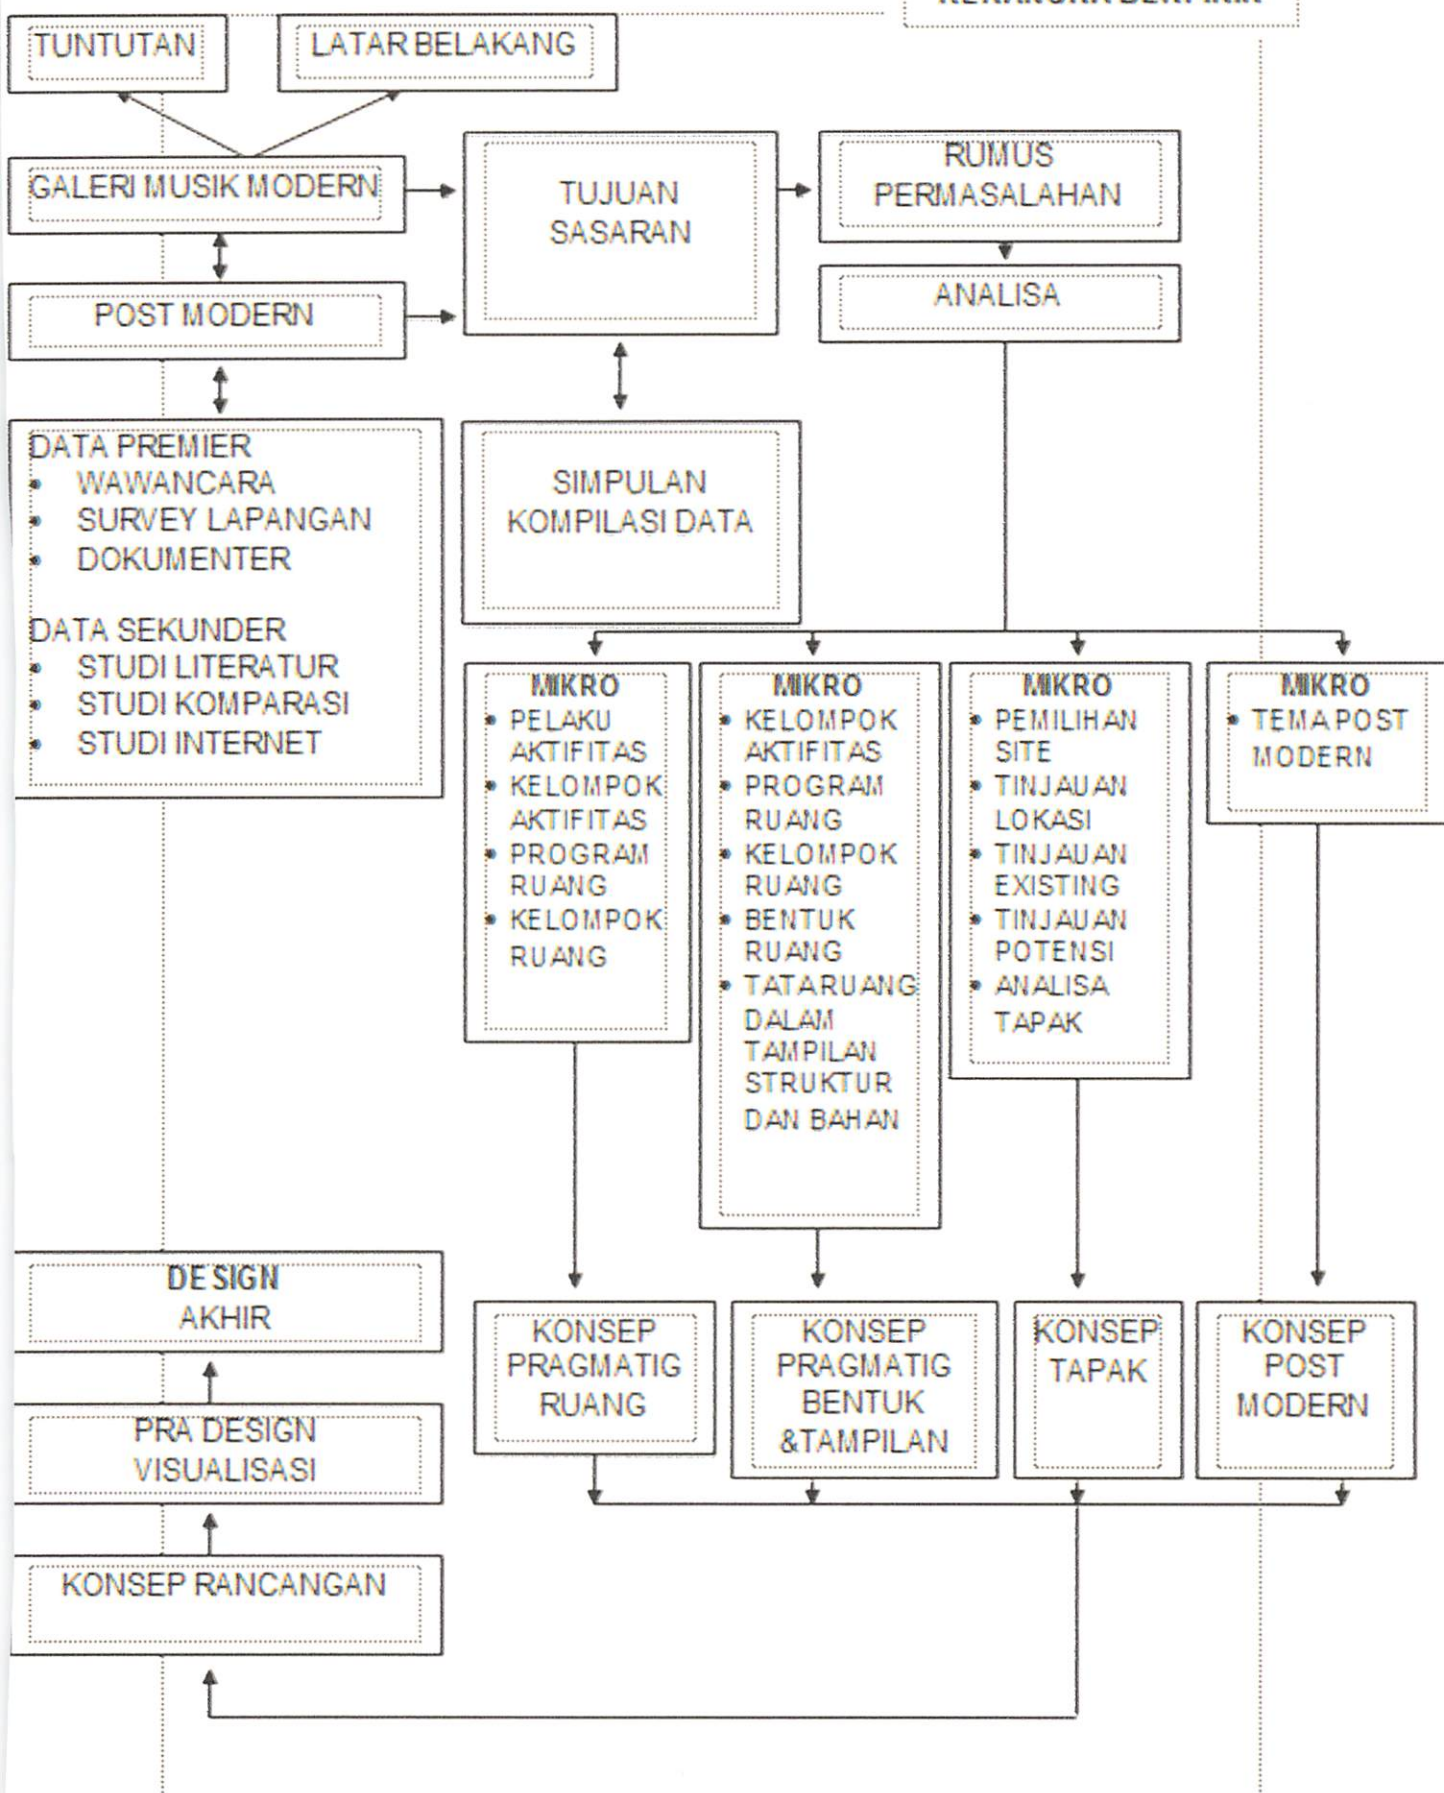 TUNTUTAN
LATAR BELAKANG
GALERI MUSIK MODERN
TUJUAN
SASARAN
RUMUS
PERMASALAHAN
POST MODERN
ANALISA
DATA PREMIER
• WAWANCARA
• SURVEY LAPANGAN
• DOKUMENTER
DATA SEKUNDER
• STUDI LITERATUR
• STUDI KOMPARASI
• STUDI INTERNET
SIMPULAN
KOMPILASI DATA
MIKRO
• PELAKU
AKTIFITAS
• KELOMPOK
AKTIFITAS
• PROGRAM
RUANG
• KELOMPOK
RUANG
MIKRO
• KELOMPOK
AKTIFITAS
• PROGRAM
RUANG
• KELOMPOK
RUANG
• BENTUK
RUANG
• TATA RUANG
DALAM
TAMPILAN
STRUKTUR
DAN BAHAN
MIKRO
• PEMILIHAN
SITE
• TINJAUAN
LOKASI
• TINJAUAN
EXISTING
• TINJAUAN
POTENSI
• ANALISA
TAPAK
MIKRO
• TEMA POST
MODERN
KONSEP
PRAGMATIG
RUANG
KONSEP
PRAGMATIG
BENTUK
&TAMPILAN
KONSEP
TAPAK
KONSEP
POST
MODERN
DESIGN
AKHIR
PRA DESIGN
VISUALISASI
KONSEP RANCANGAN